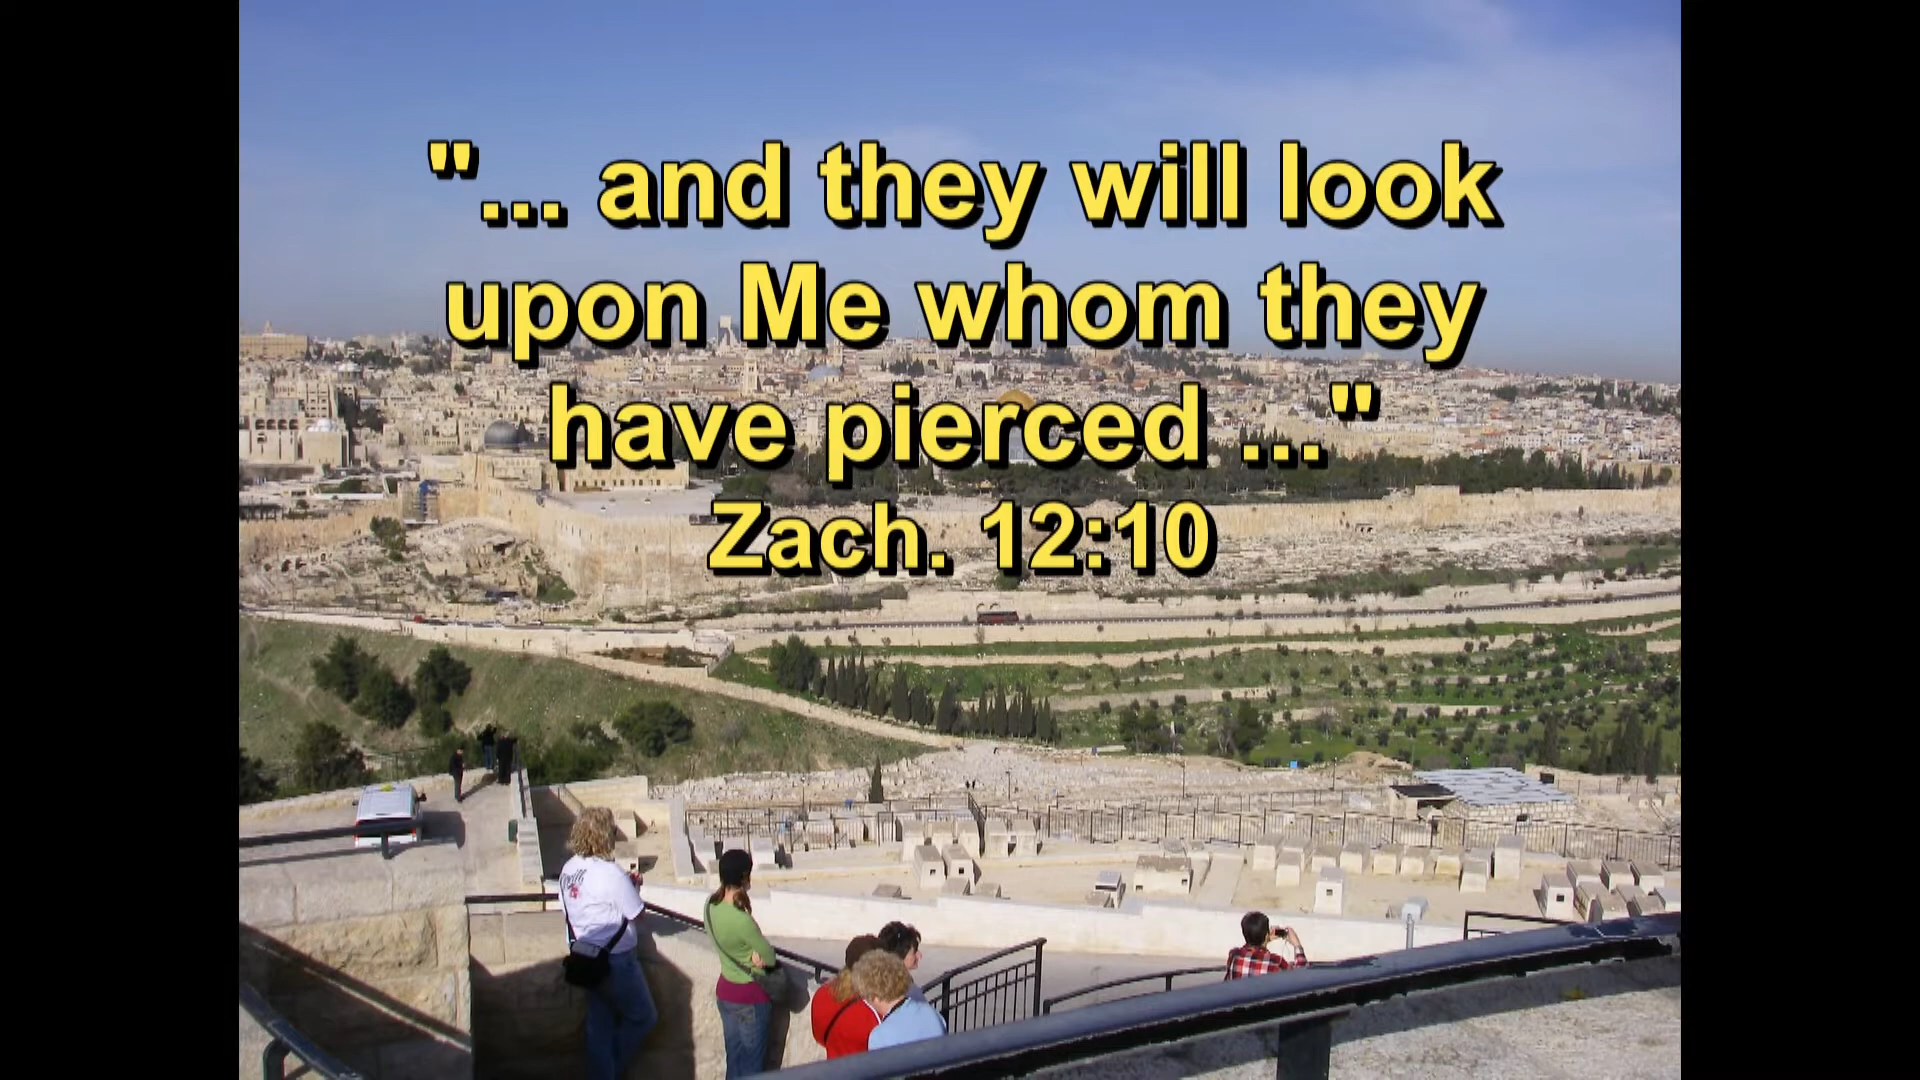 "... and they will look
upon Me whom they
have pierced ..."
Zach. 12:10